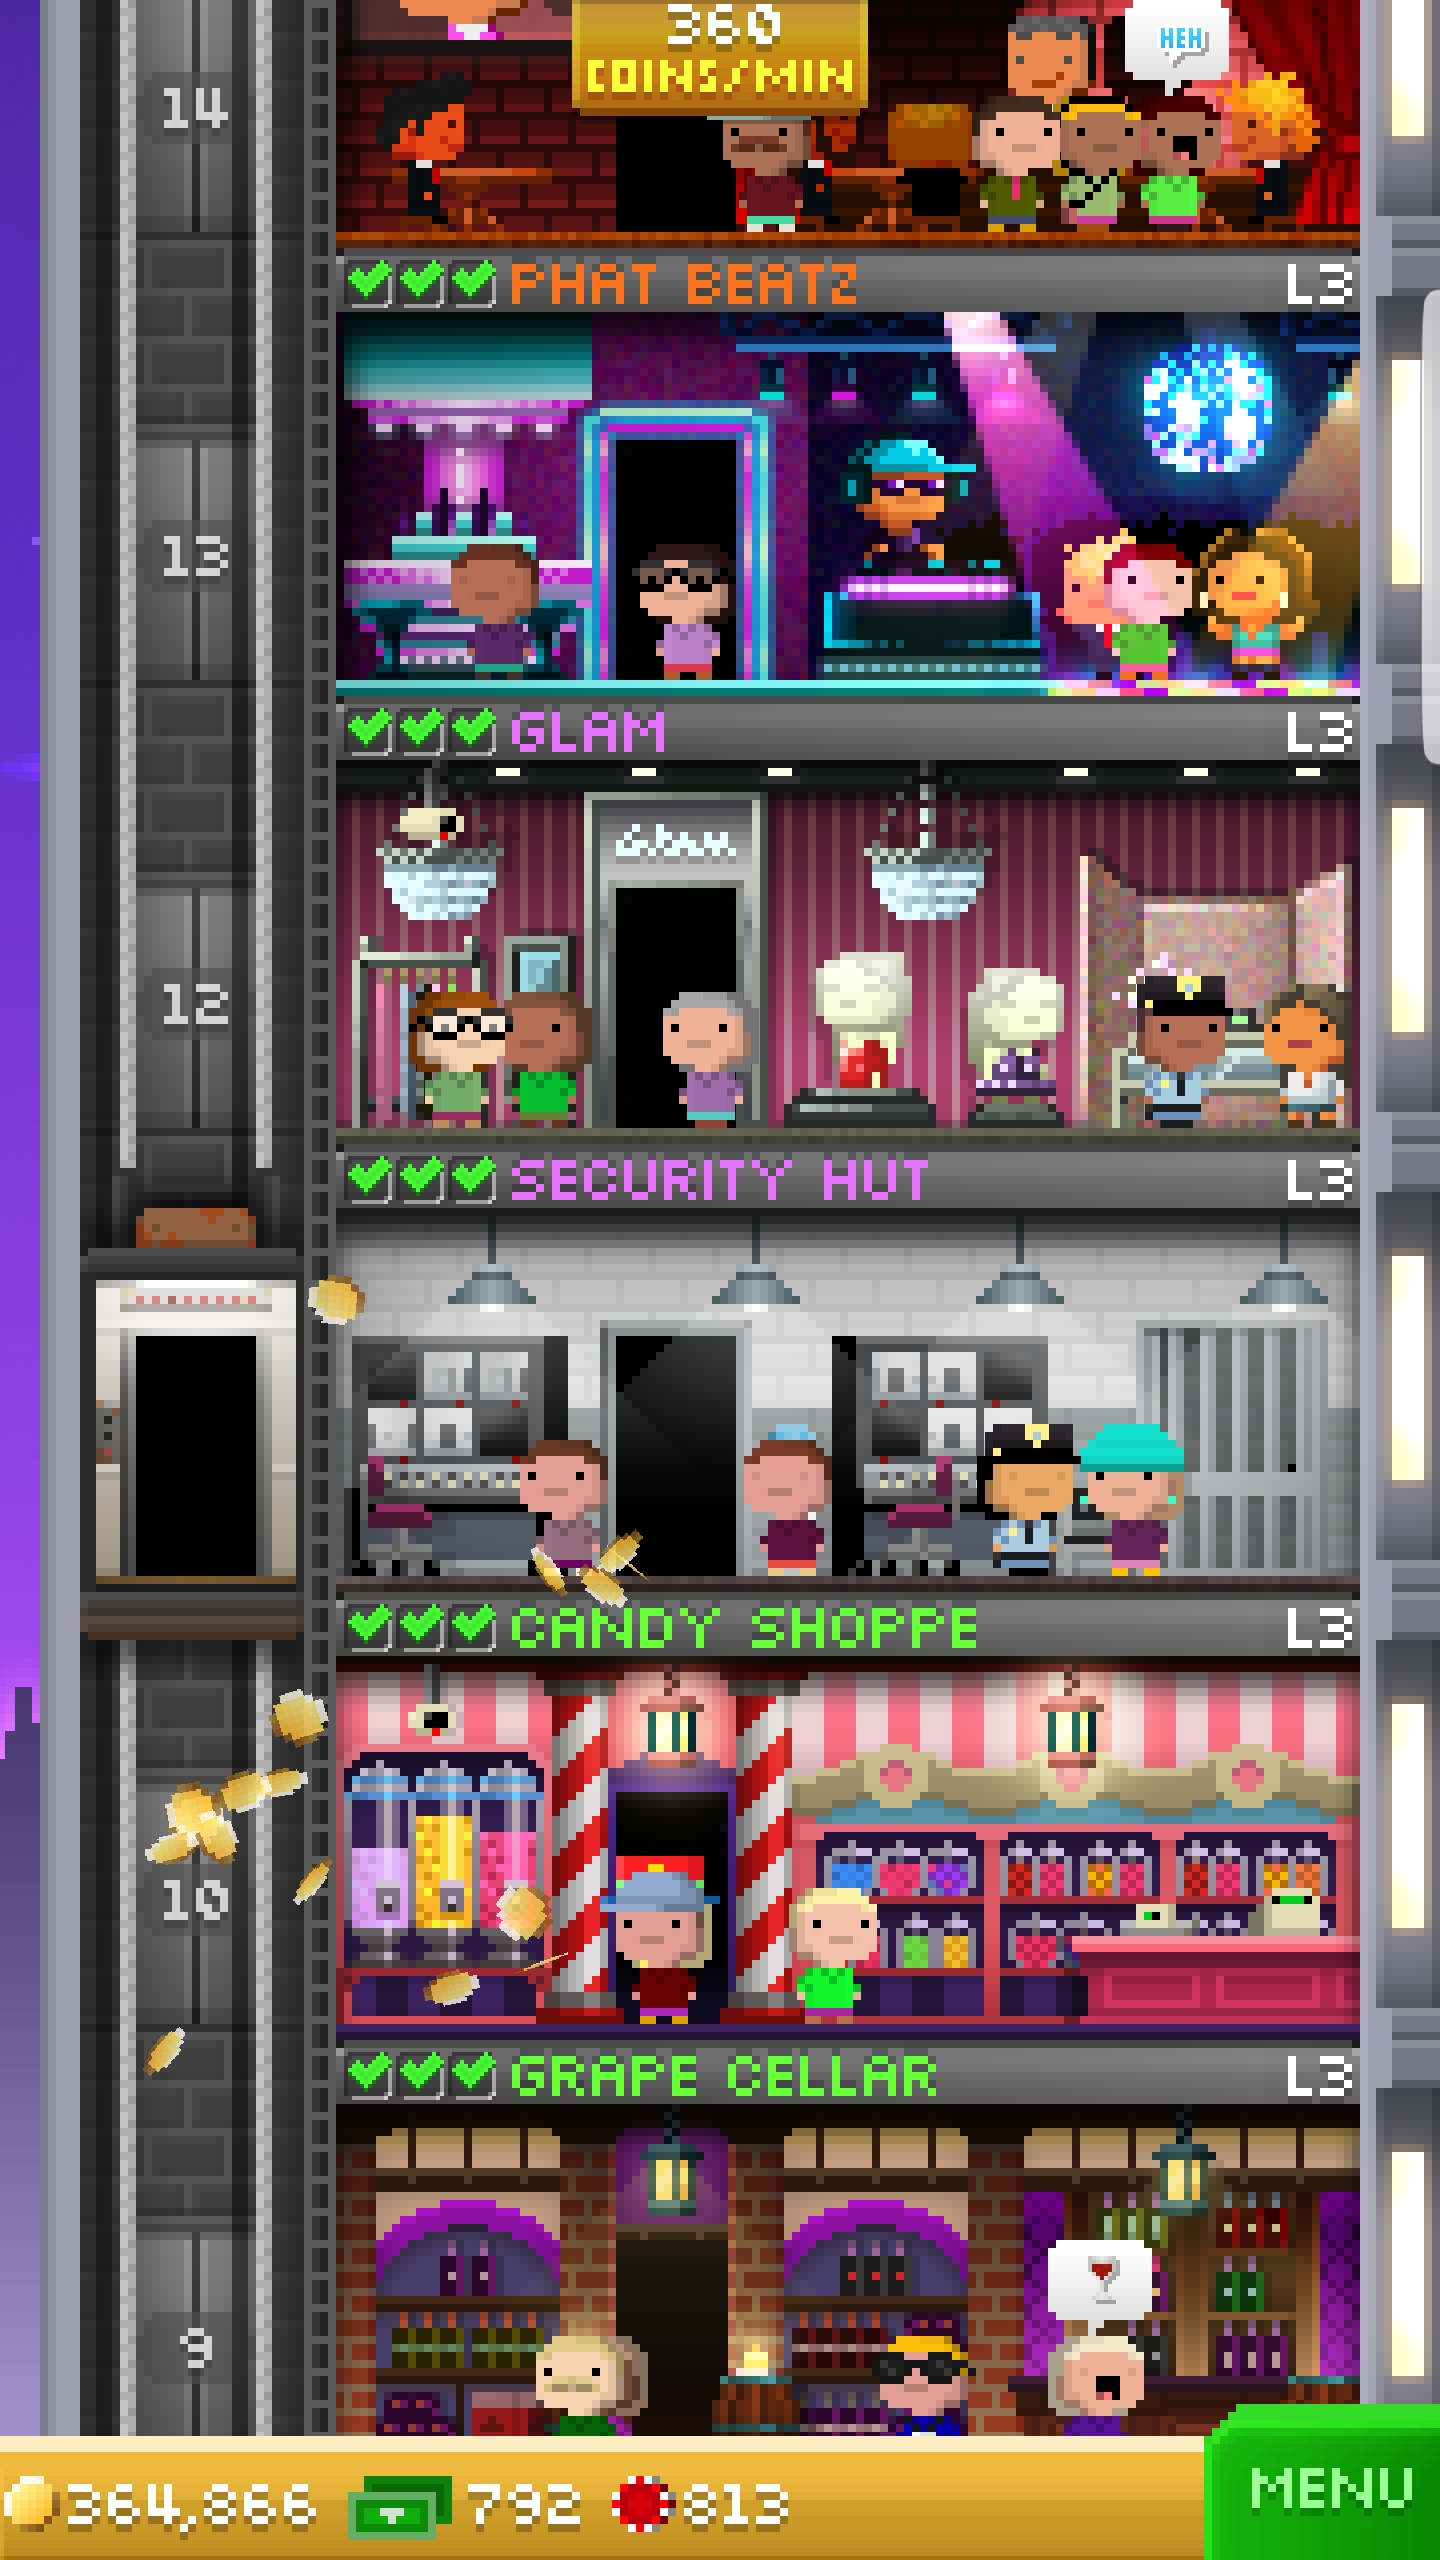 360
COINS/MIN
HEH
14
PHAT BEATZ L3
13
GLAM L3
Glam
12
SECURITY HUT L3
CANDY SHOPPE L3
10
GRAPE CELLAR L3
9
364,866 792 813
MENU